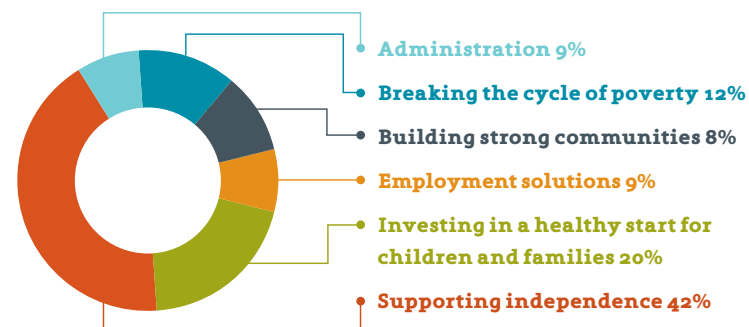 Administration 9%
Breaking the cycle of poverty 12%
Building strong communities 8%
Employment solutions 9%
Investing in a healthy start for
children and families 20%
Supporting independence 42%